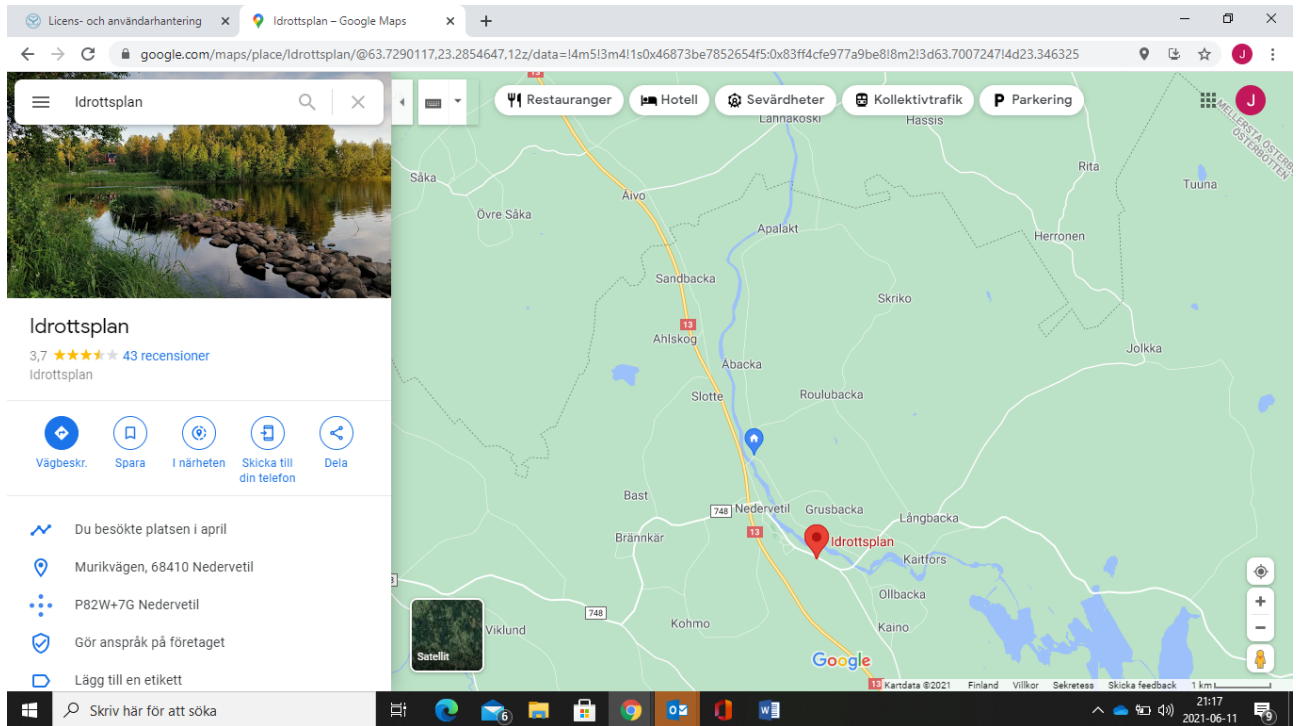 Licens- och användarhantering
Idrottsplan – Google Maps
google.com/maps/place/Idrottsplan/@63.7290117,23.2854647,12z/data=!4m5!3m4!1s0x46873be7852654f5:0x83ff4cfe977a9be8!8m2!3d63.7007247!4d23.346325
J
Idrottsplan
Restauranger
Hotell
Sevärdheter
Kollektivtrafik
P Parkering
J
Idrottsplan
3,7 43 recensioner
Idrottsplan
Vägbeskr.
Spara
I närheten
Skicka till din telefon
Dela
Du besökte platsen i april
Murikvägen, 68410 Nedervetil
P82W+7G Nedervetil
Gör anspråk på företaget
Lägg till en etikett
13
Lahnakoski
Hassis
MELLERSTA ÖSTERB
ÖSTERBOTTEN
Rita
Såka
Tuuna
Åivo
Övre Såka
Apalakt
Herronen
Sandbacka
Skriko
13
Ahlskog
Jolkka
Åbacka
Slotte
Roulubacka
Bast
748
Nedervetil
Grusbacka
Långbacka
Brännkär
13
Idrottsplan
Kaitfors
Ollbacka
748
Viklund
Kohmo
Kaino
Satellit
Google
13
Kartdata ©2021
Finland
Villkor
Sekretess
Skicka feedback
1 km
Skriv här för att söka
6
21:17
2021-06-11
9